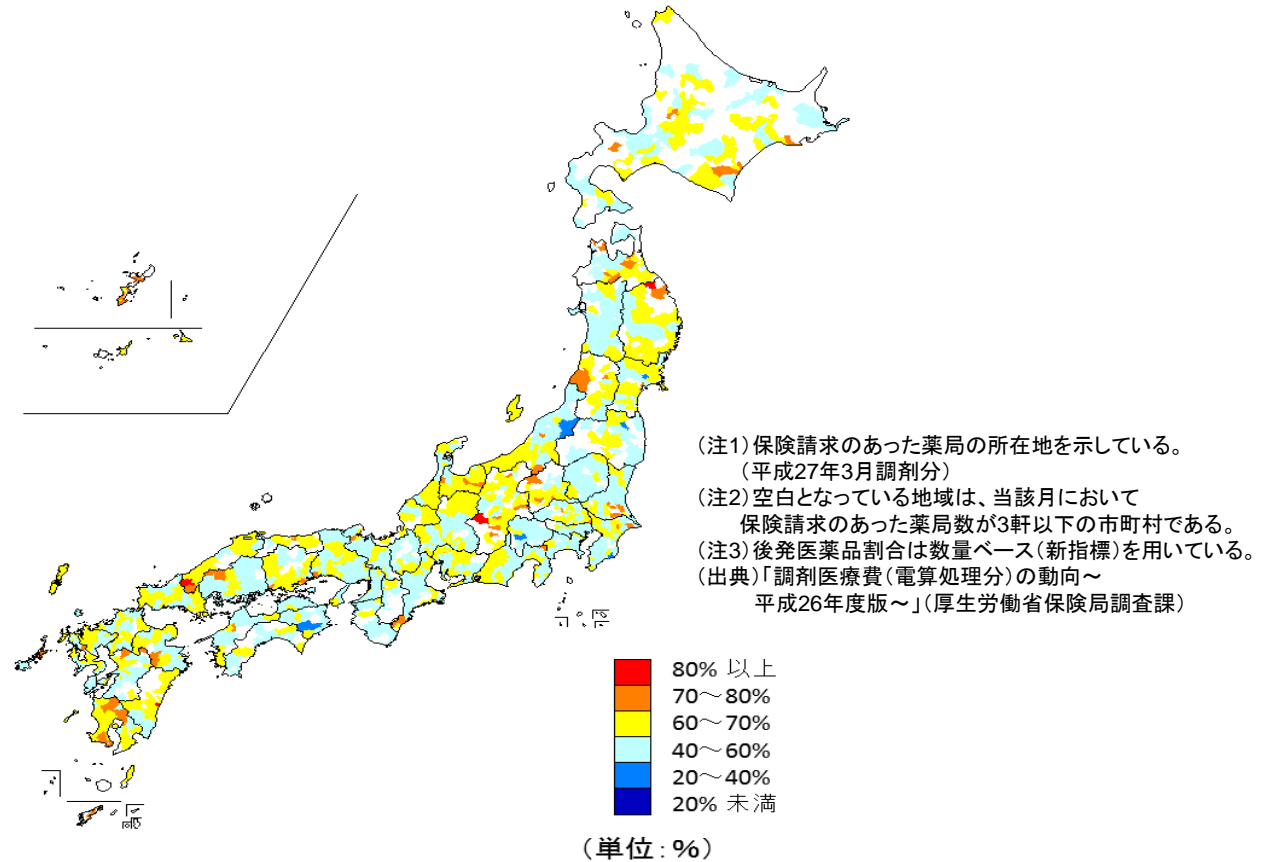 （注1）保険請求のあった薬局の所在地を示している。
（平成27年3月調剤分）
（注2）空白となっている地域は、当該月において
保険請求のあった薬局数が3軒以下の市町村である。
（注3）後発医薬品割合は数量ベース（新指標）を用いている。
（出典）「調剤医療費（電算処理分）の動向～
平成26年度版～」（厚生労働省保険局調査課）
80% 以上
70～80%
60～70%
40～60%
20～40%
20% 未満
（単位：%）